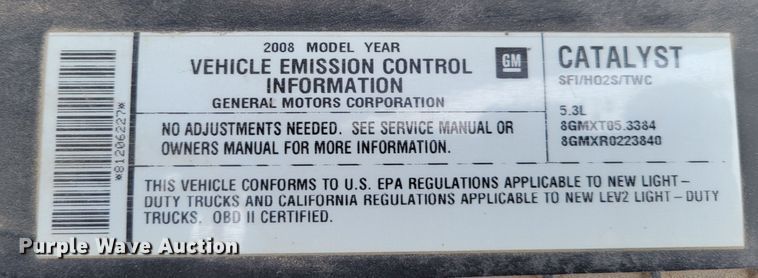 2008 MODEL YEAR
VEHICLE EMISSION CONTROL
INFORMATION
GENERAL MOTORS CORPORATION
GM
CATALYST
SFI/HO2S/TWC
NO ADJUSTMENTS NEEDED. SEE SERVICE MANUAL OR
OWNERS MANUAL FOR MORE INFORMATION.
5.3L
8GMXT05.3384
8GMXR0223840
THIS VEHICLE CONFORMS TO U.S. EPA REGULATIONS APPLICABLE TO NEW LIGHT-
DUTY TRUCKS AND CALIFORNIA REGULATIONS APPLICABLE TO NEW LEV2 LIGHT-DUTY
TRUCKS. OBD II CERTIFIED.
*81206227*
Purple Wave Auction